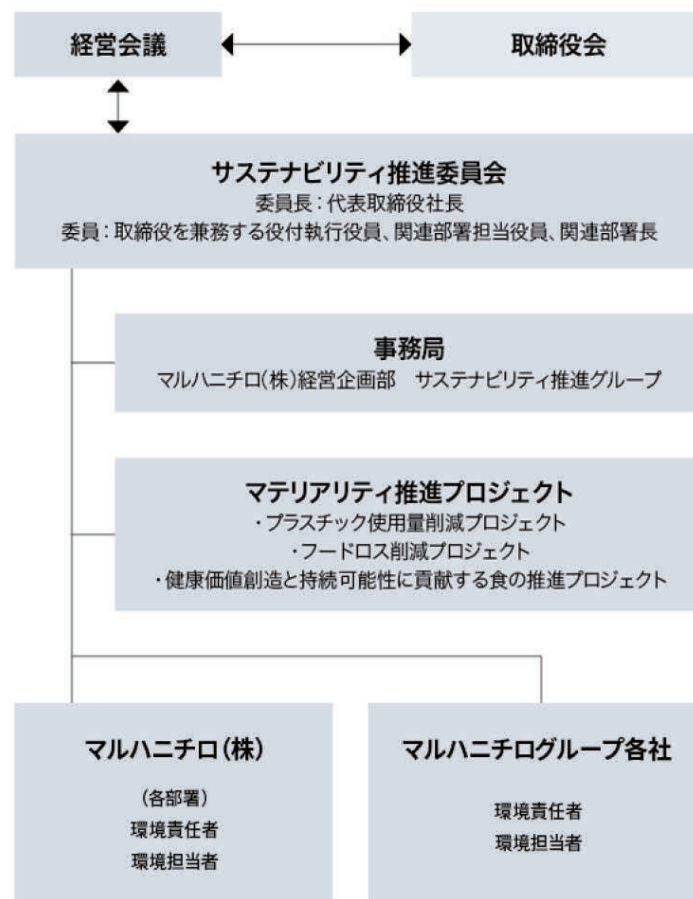 経営会議
取締役会
サステナビリティ推進委員会
委員長：代表取締役社長
委員：取締役を兼務する役付執行役員、関連部署担当役員、関連部署長
事務局
マルハニチロ(株)経営企画部　サステナビリティ推進グループ
マテリアリティ推進プロジェクト
・プラスチック使用量削減プロジェクト
・フードロス削減プロジェクト
・健康価値創造と持続可能性に貢献する食の推進プロジェクト
マルハニチロ(株)
(各部署)
環境責任者
環境担当者
マルハニチログループ各社
環境責任者
環境担当者